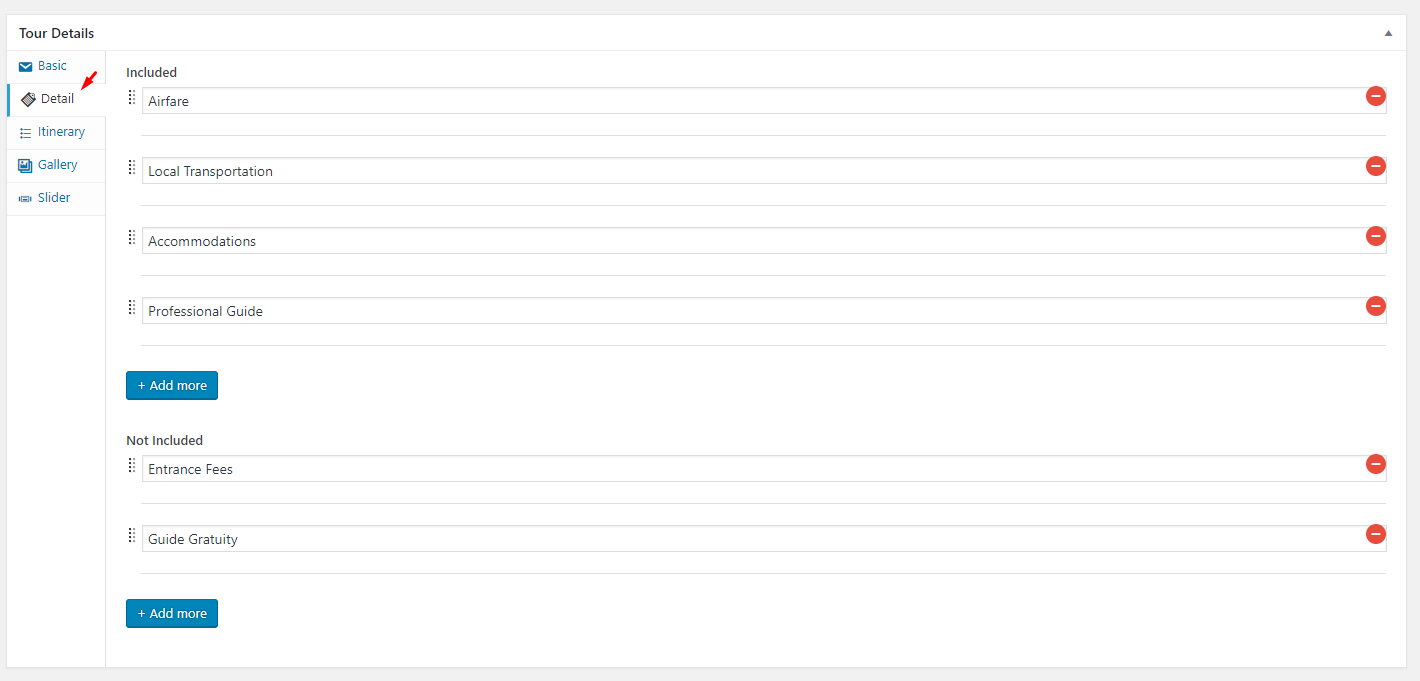 Tour Details
Basic
Detail
Itinerary
Gallery
Slider
Included
Airfare
Local Transportation
Accommodations
Professional Guide
+ Add more
Not Included
Entrance Fees
Guide Gratuity
+ Add more